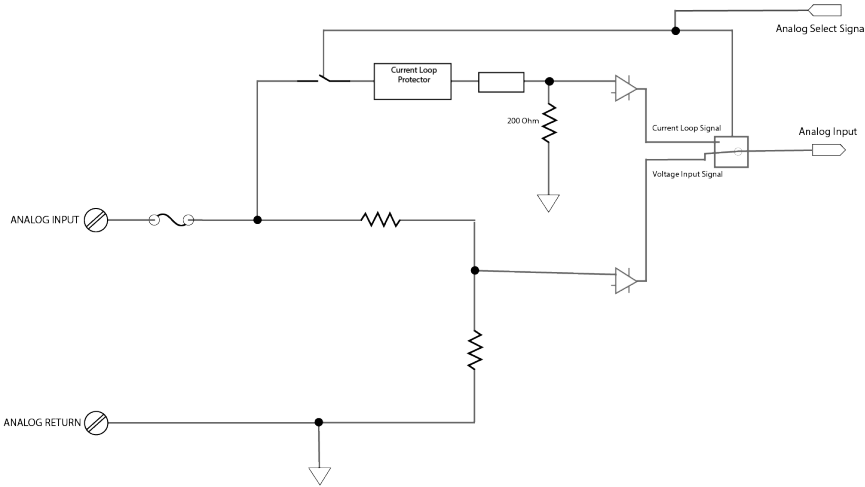 Analog Select Signa
Current Loop
Protector
200 Ohm
Current Loop Signal
Analog Input
Voltage Input Signal
ANALOG INPUT
ANALOG RETURN